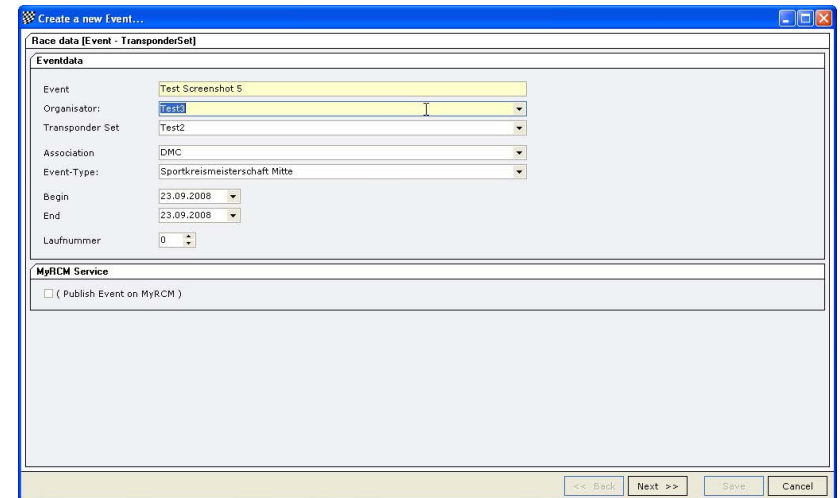 Create a new Event...
Race data [Event - TransponderSet]
Eventdata
Event Test Screenshot 5
Organisator: Test3
Transponder Set Test2
Association DMC
Event-Type: Sportkreismeisterschaft Mitte
Begin 23.09.2008
End 23.09.2008
Laufnummer 0
MyRCM Service
( Publish Event on MyRCM )
<< Back Next >> Save Cancel